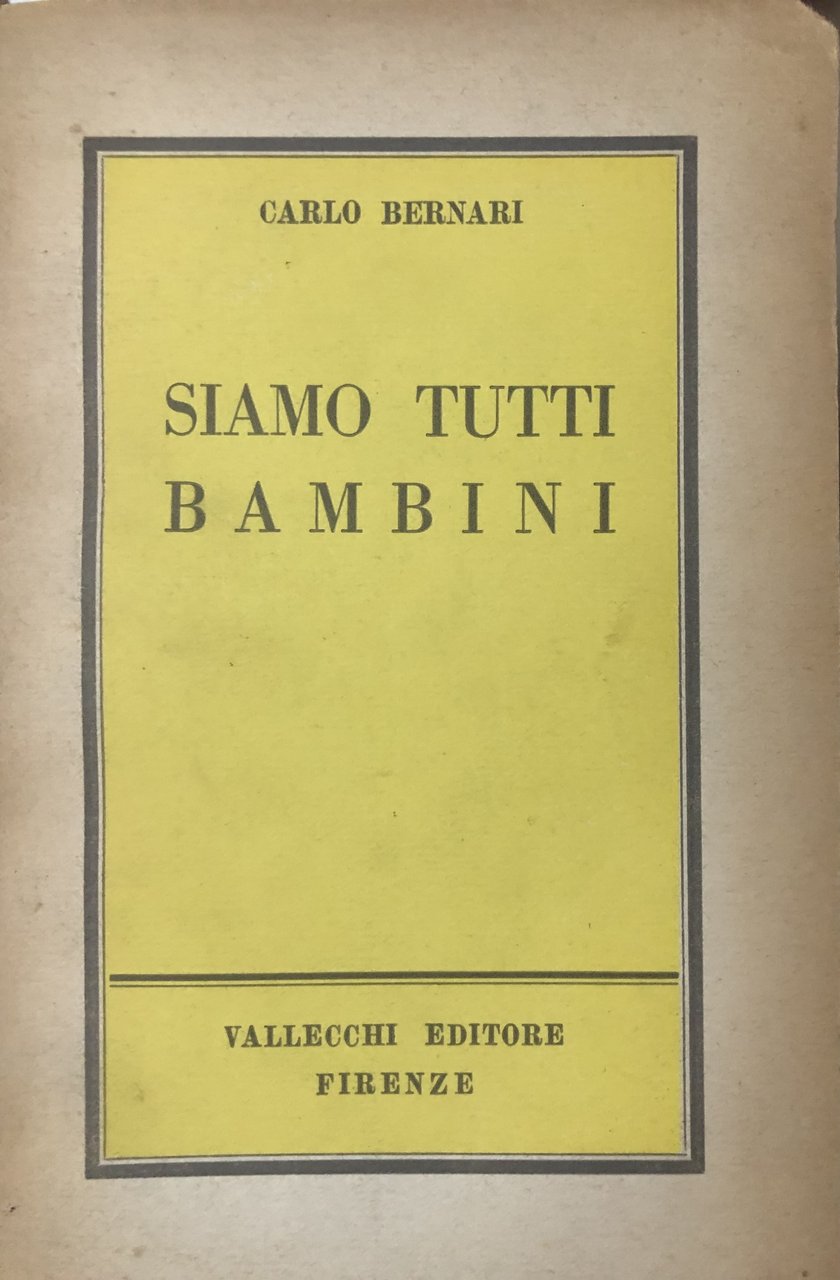 CARLO BERNARI
SIAMO TUTTI
BAMBINI
VALLECCHI EDITORE
FIRENZE